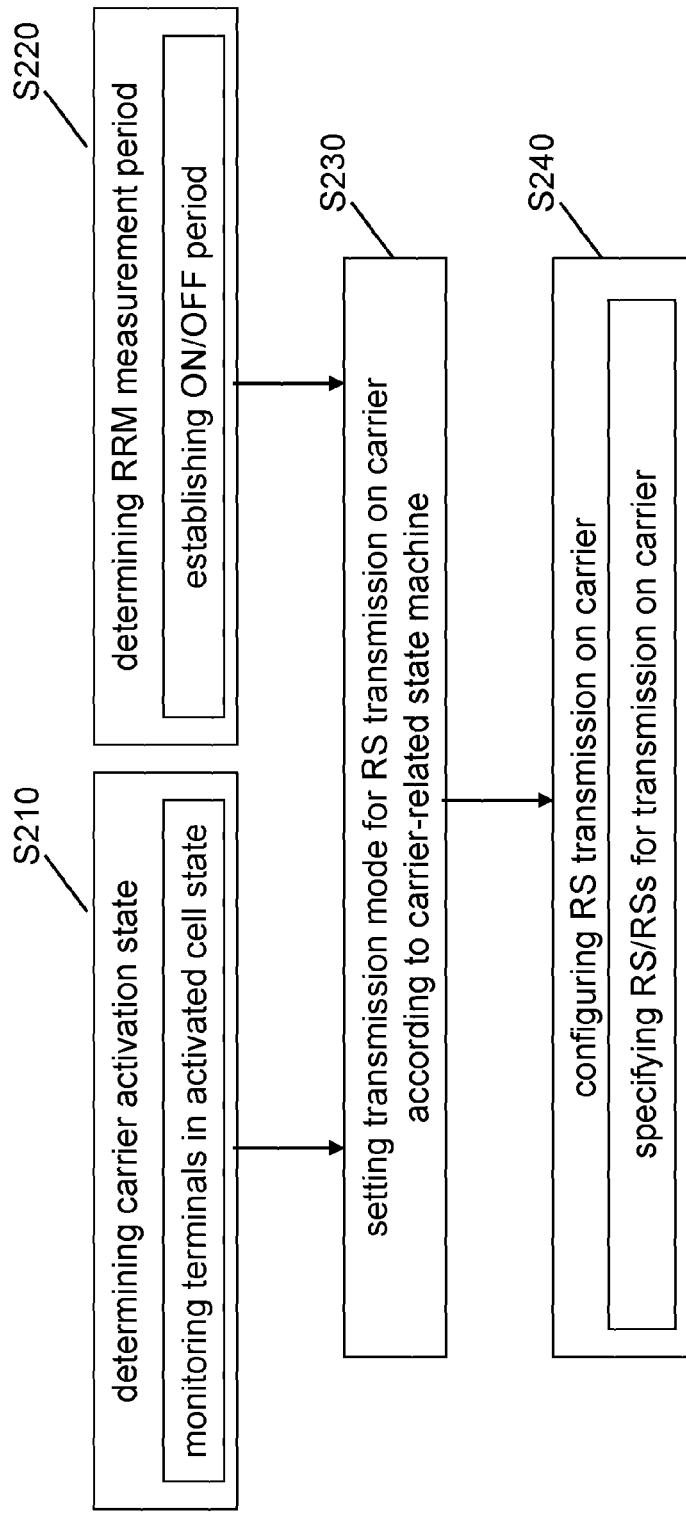 S210
determining carrier activation state
monitoring terminals in activated cell state
S220
determining RRM measurement period
establishing ON/OFF period
S230
setting transmission mode for RS transmission on carrier
according to carrier-related state machine
S240
configuring RS transmission on carrier
specifying RS/RSs for transmission on carrier